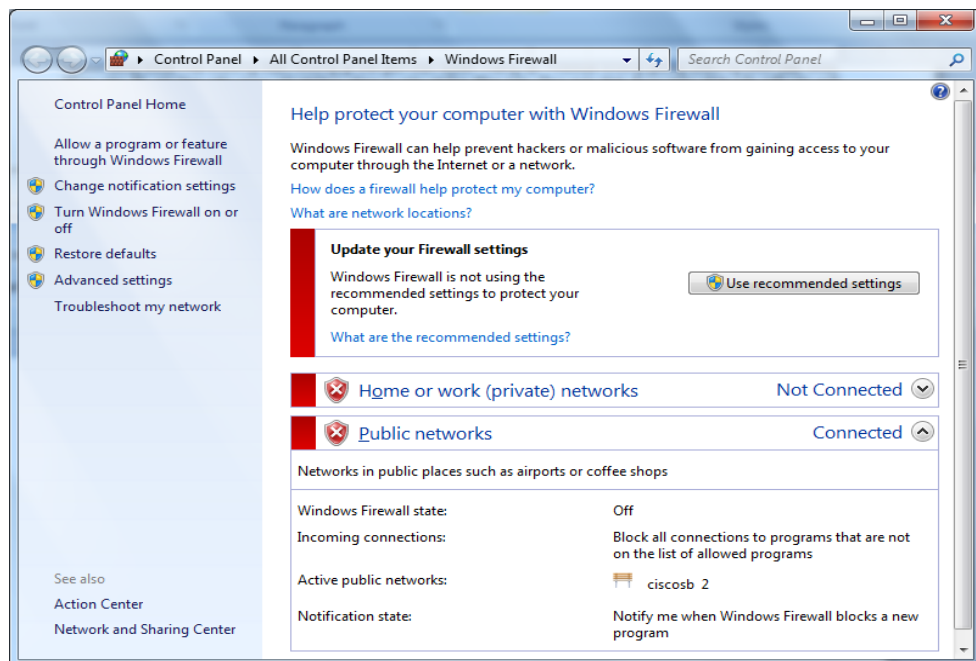 Control Panel ▸ All Control Panel Items ▸ Windows Firewall
Search Control Panel
Control Panel Home
Allow a program or feature
through Windows Firewall
Change notification settings
Turn Windows Firewall on or
off
Restore defaults
Advanced settings
Troubleshoot my network
See also
Action Center
Network and Sharing Center
Help protect your computer with Windows Firewall
Windows Firewall can help prevent hackers or malicious software from gaining access to your
computer through the Internet or a network.
How does a firewall help protect my computer?
What are network locations?
Update your Firewall settings
Windows Firewall is not using the
recommended settings to protect your
computer.
What are the recommended settings?
Use recommended settings
Home or work (private) networks Not Connected
Public networks Connected
Networks in public places such as airports or coffee shops
Windows Firewall state: Off
Incoming connections: Block all connections to programs that are not
on the list of allowed programs
Active public networks: ciscosb 2
Notification state: Notify me when Windows Firewall blocks a new
program